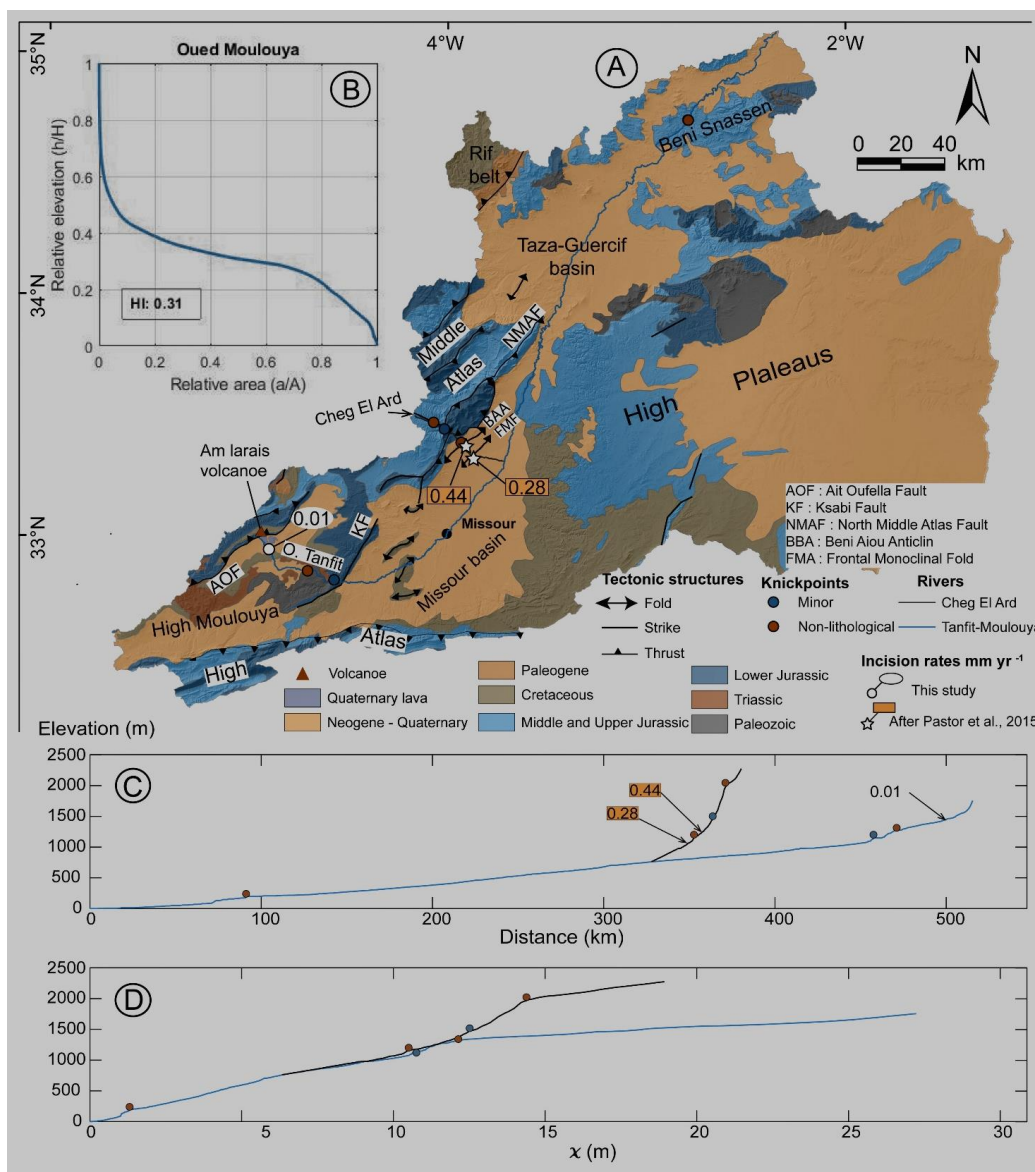 35°N
4°W
2°W
34°N
33°N
A
N
0 20 40
km
Oued Moulouya
B
Relative elevation (h/H)
1
0.8
0.6
0.4
0.2
0
HI: 0.31
0 0.2 0.4 0.6 0.8 1
Relative area (a/A)
Beni Snassen
Rif
belt
Taza-Guercif
basin
Middle
Atlas
NMAF
High
Plaleaus
Cheg El Ard
BAA
FMF
0.44
0.28
Am larais
volcanoe
0.01
O. Tanfit
KF
AOF
Missour
Missour basin
High Moulouya
High
Atlas
AOF : Ait Oufella Fault
KF : Ksabi Fault
NMAF : North Middle Atlas Fault
BBA : Beni Aiou Anticlin
FMA : Frontal Monoclinal Fold
Tectonic structures
Fold
Strike
Thrust
Knickpoints
Minor
Non-lithological
Rivers
Cheg El Ard
Tanfit-Moulouya
Incision rates mm yr -1
This study
After Pastor et al., 2015
Volcanoe
Quaternary lava
Neogene - Quaternary
Paleogene
Cretaceous
Middle and Upper Jurassic
Lower Jurassic
Triassic
Paleozoic
Elevation (m)
C
2500
2000
1500
1000
500
0
0.44
0.28
0.01
0 100 200 300 400 500
Distance (km)
D
2500
2000
1500
1000
500
0
0 5 10 15 20 25 30
χ (m)